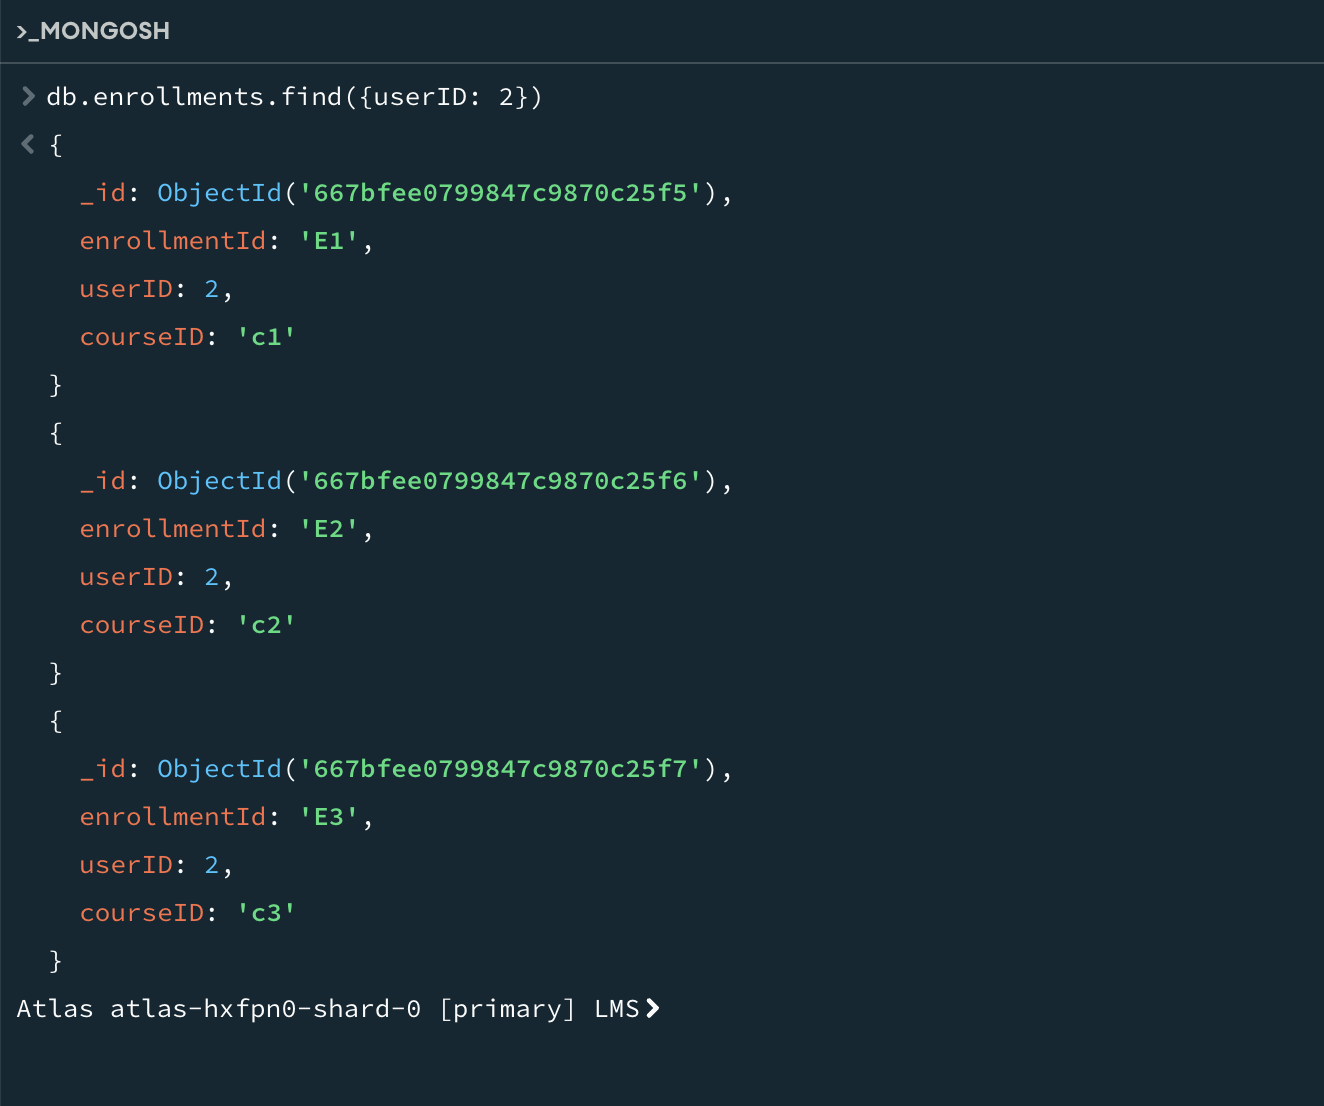 >_MONGOSH
> db.enrollments.find({userID: 2})
< {
_id: ObjectId('667bfee0799847c9870c25f5'),
enrollmentId: 'E1',
userID: 2,
courseID: 'c1'
}
{
_id: ObjectId('667bfee0799847c9870c25f6'),
enrollmentId: 'E2',
userID: 2,
courseID: 'c2'
}
{
_id: ObjectId('667bfee0799847c9870c25f7'),
enrollmentId: 'E3',
userID: 2,
courseID: 'c3'
}
Atlas atlas-hxfpn0-shard-0 [primary] LMS>